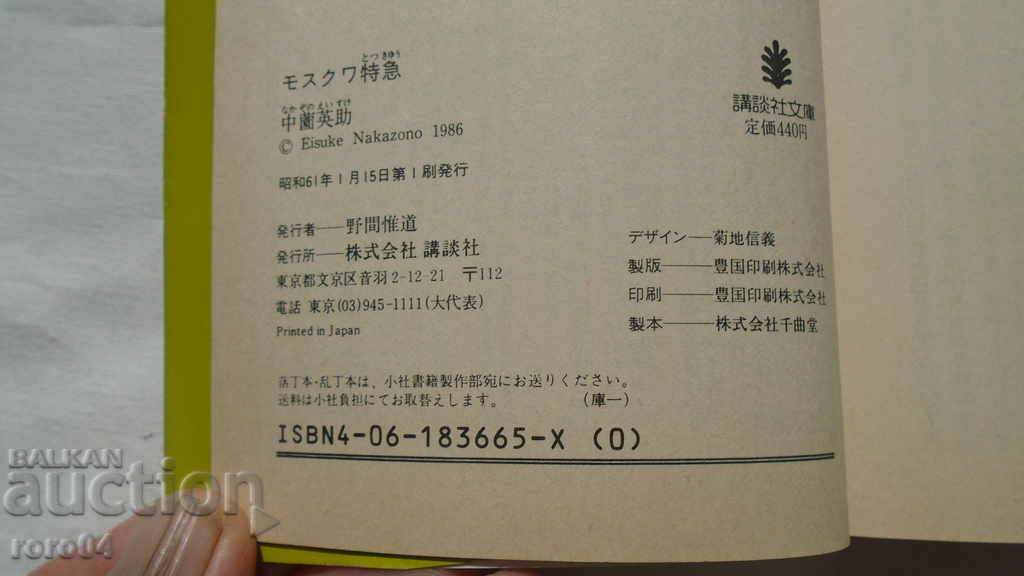 とつ きゆう
モスクワ特急
なかぞの えい すけ
中薗英助
© Eisuke Nakazono 1986
昭和61年1月15日第1刷発行
講談社文庫
定価440円
発行者──野間惟道
発行所──株式会社 講談社
東京都文京区音羽2-12-21 〒112
電話 東京(03)945-1111(大代表)
Printed in Japan
デザイン──菊地信義
製版───豊国印刷株式会社
印刷───豊国印刷株式会社
製本───株式会社千曲堂
落丁本・乱丁本は、小社書籍製作部宛にお送りください。
送料は小社負担にてお取替えします。 (庫一)
ISBN4-06-183665-X (0)
BALKAN
auction
roro04